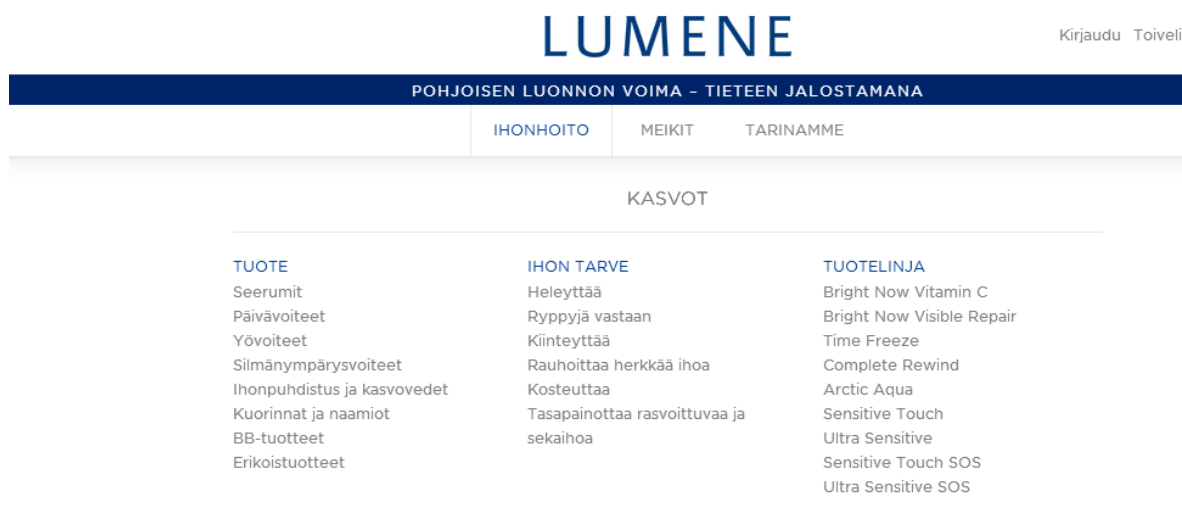 LUMENE
Kirjaudu Toiveli
POHJOISEN LUONNON VOIMA – TIETEEN JALOSTAMANA
IHONHOITO MEIKIT TARINAMME
KASVOT
TUOTE
Seerumit
Päivävoiteet
Yövoiteet
Silmänympärysvoiteet
Ihonpuhdistus ja kasvovedet
Kuorinnat ja naamiot
BB-tuotteet
Erikoistuotteet
IHON TARVE
Heleyttää
Ryppyjä vastaan
Kiinteyttää
Rauhoittaa herkkää ihoa
Kosteuttaa
Tasapainottaa rasvoittuvaa ja
sekaihoa
TUOTELINJA
Bright Now Vitamin C
Bright Now Visible Repair
Time Freeze
Complete Rewind
Arctic Aqua
Sensitive Touch
Ultra Sensitive
Sensitive Touch SOS
Ultra Sensitive SOS